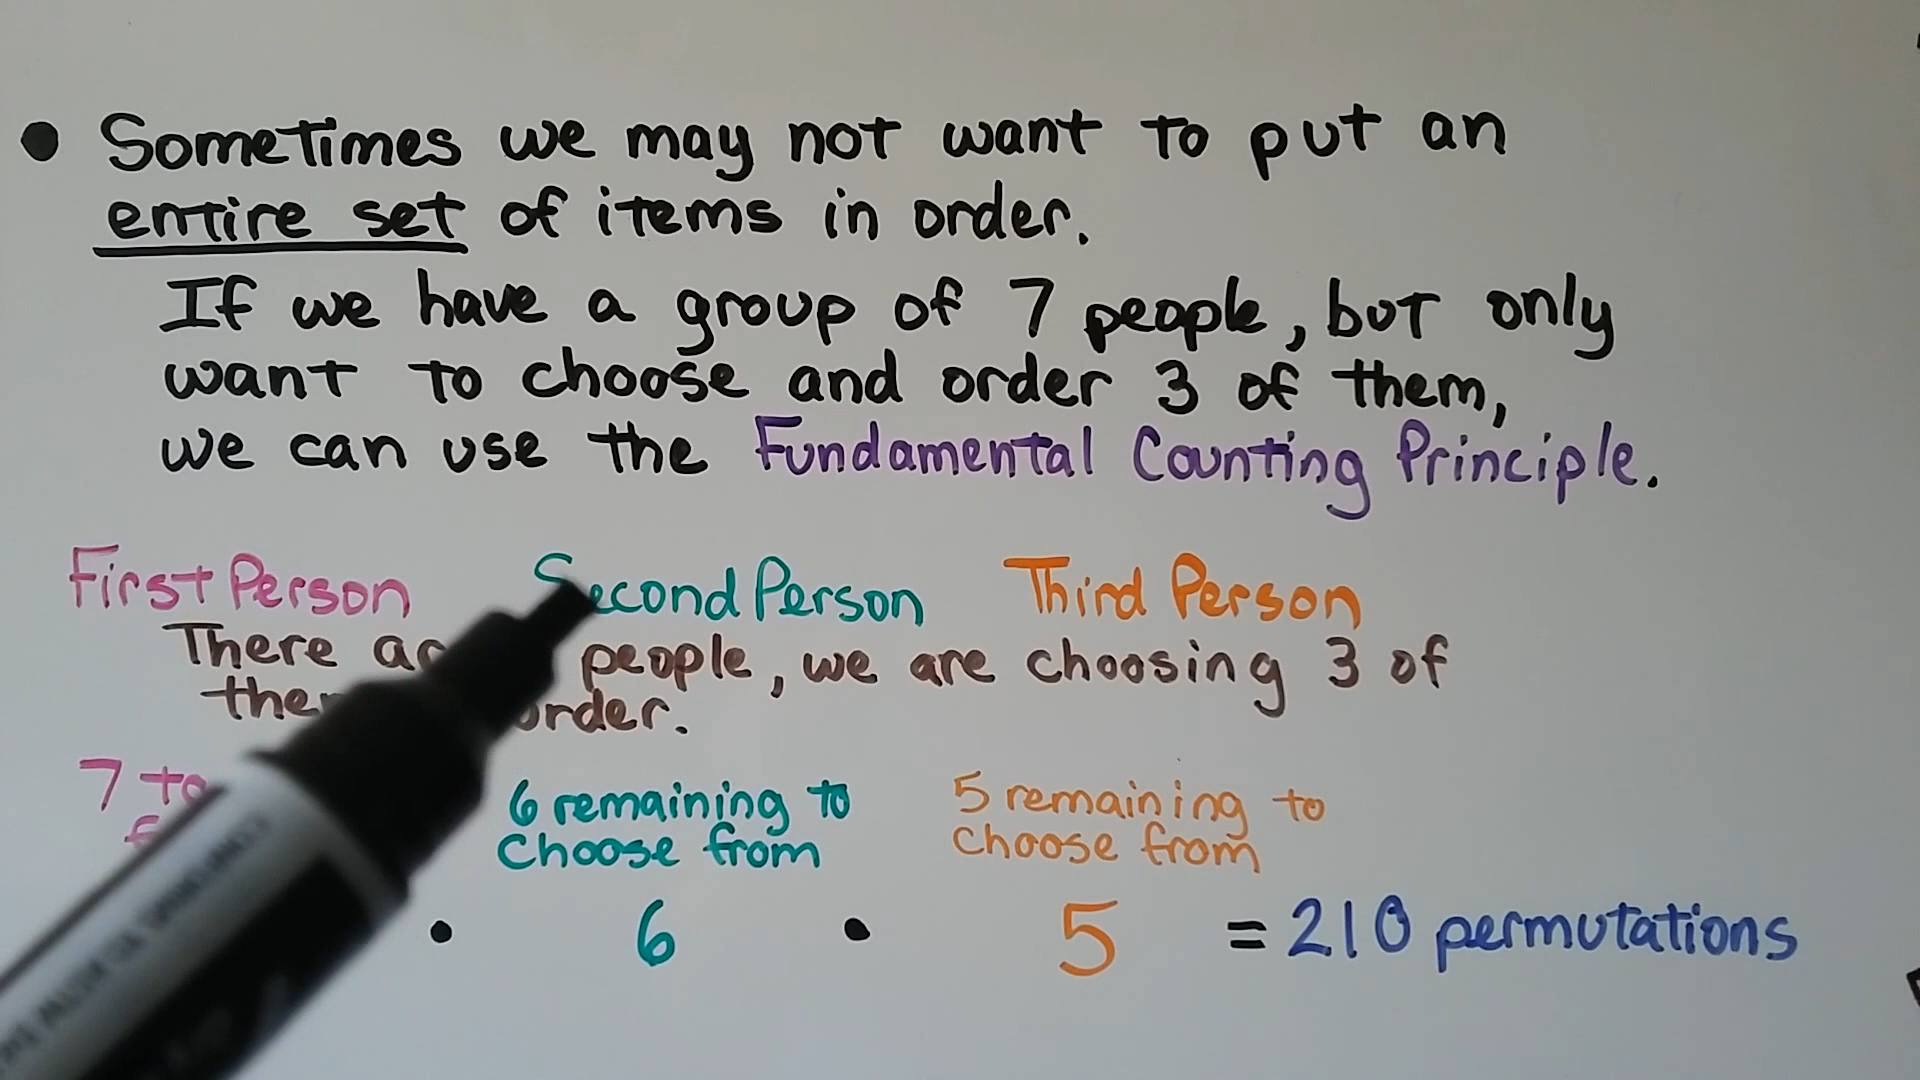 • Sometimes we may not want to put an
entire set of items in order.
If we have a group of 7 people, but only
want to choose and order 3 of them,
we can use the Fundamental Counting Principle.
First Person Second Person Third Person
There people, we are choosing 3 of
order.
7 to 6 remaining to 5 remaining to
choose from choose from
• 6 • 5 = 210 permutations